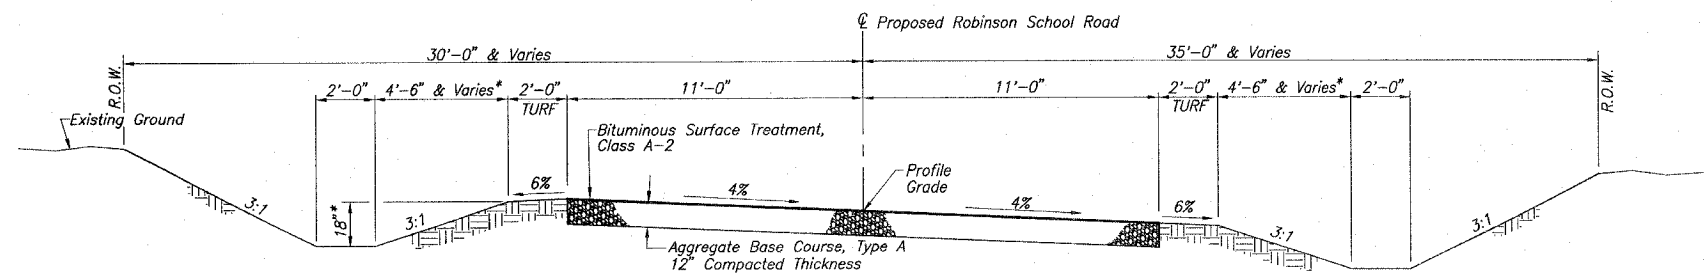 ℄ Proposed Robinson School Road
30'-0" & Varies
35'-0" & Varies
R.O.W.
2'-0"
4'-6" & Varies*
2'-0"
TURF
11'-0"
11'-0"
2'-0"
TURF
4'-6" & Varies*
2'-0"
R.O.W.
Existing Ground
Bituminous Surface Treatment,
Class A-2
Profile
Grade
3:1
18"*
3:1
6%
4%
4%
6%
3:1
3:1
Aggregate Base Course, Type A
12" Compacted Thickness